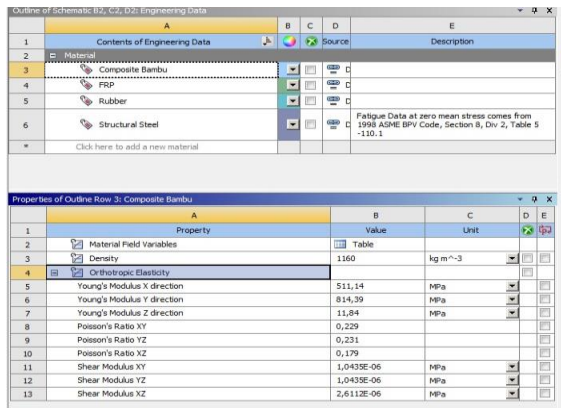 Outline of Schematic B2, C2, D2: Engineering Data
A B C D E
1 Contents of Engineering Data Source Description
2 Material
3 Composite Bambu
4 FRP
5 Rubber
6 Structural Steel Fatigue Data at zero mean stress comes from
1998 ASME BPV Code, Section 8, Div 2, Table 5
-110.1
* Click here to add a new material
Properties of Outline Row 3: Composite Bambu
A B C D E
1 Property Value Unit
2 Material Field Variables Table
3 Density 1160 kg m^-3
4 Orthotropic Elasticity
5 Young's Modulus X direction 511,14 MPa
6 Young's Modulus Y direction 814,39 MPa
7 Young's Modulus Z direction 11,84 MPa
8 Poisson's Ratio XY 0,229
9 Poisson's Ratio YZ 0,231
10 Poisson's Ratio XZ 0,179
11 Shear Modulus XY 1,0435E-06 MPa
12 Shear Modulus YZ 1,0435E-06 MPa
13 Shear Modulus XZ 2,6112E-06 MPa